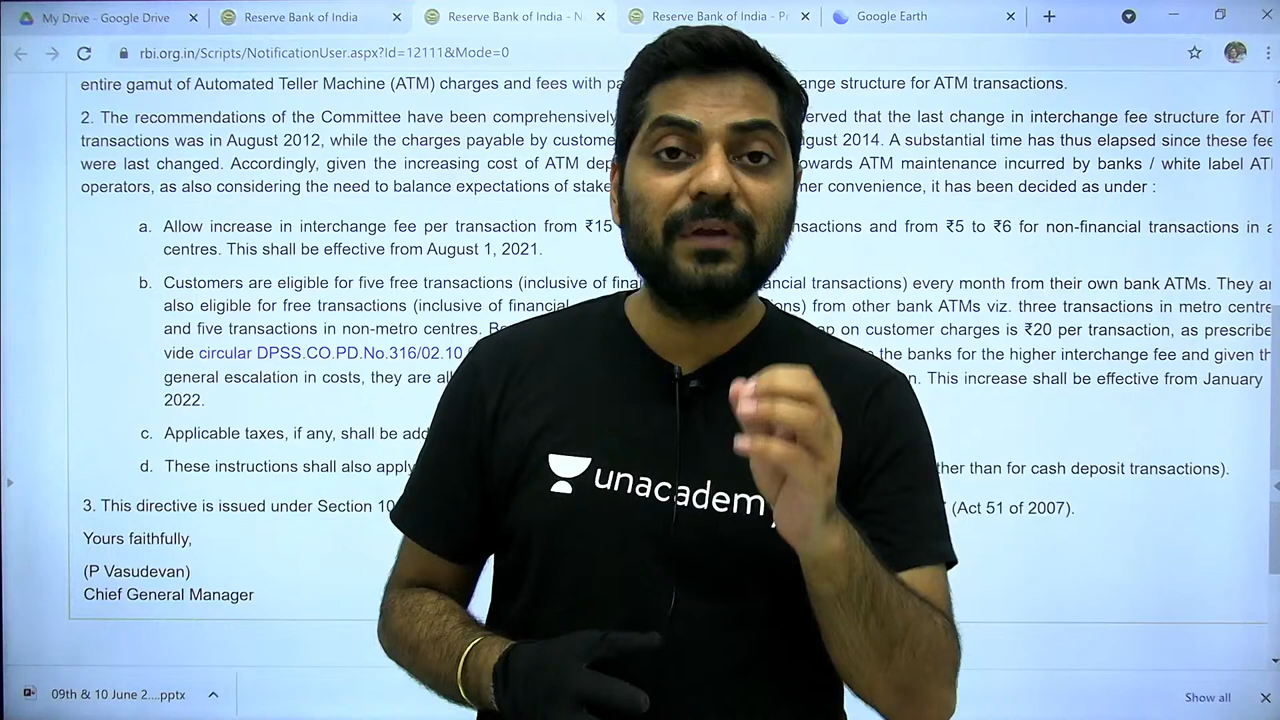 My Drive - Google Drive
Reserve Bank of India
Reserve Bank of India - N
Reserve Bank of India - P
Google Earth
rbi.org.in/Scripts/NotificationUser.aspx?Id=12111&Mode=0
entire gamut of Automated Teller Machine (ATM) charges and fees with ange structure for ATM transactions.
2. The recommendations of the Committee have been comprehensively erved that the last change in interchange fee structure for AT
transactions was in August 2012, while the charges payable by custome gust 2014. A substantial time has thus elapsed since these fee
were last changed. Accordingly, given the increasing cost of ATM dep owards ATM maintenance incurred by banks / white label AT
operators, as also considering the need to balance expectations of stake ner convenience, it has been decided as under :
a. Allow increase in interchange fee per transaction from ₹15 nsactions and from ₹5 to ₹6 for non-financial transactions in a
centres. This shall be effective from August 1, 2021.
b. Customers are eligible for five free transactions (inclusive of finan ancial transactions) every month from their own bank ATMs. They ar
also eligible for free transactions (inclusive of financial ons) from other bank ATMs viz. three transactions in metro centre
and five transactions in non-metro centres. Be ap on customer charges is ₹20 per transaction, as prescribe
vide circular DPSS.CO.PD.No.316/02.10 the banks for the higher interchange fee and given th
general escalation in costs, they are all n. This increase shall be effective from January
2022.
c. Applicable taxes, if any, shall be add
d. These instructions shall also apply ther than for cash deposit transactions).
3. This directive is issued under Section 10 (Act 51 of 2007).
Yours faithfully,
(P Vasudevan)
Chief General Manager
unacademy
09th & 10 June 2....pptx
Show all